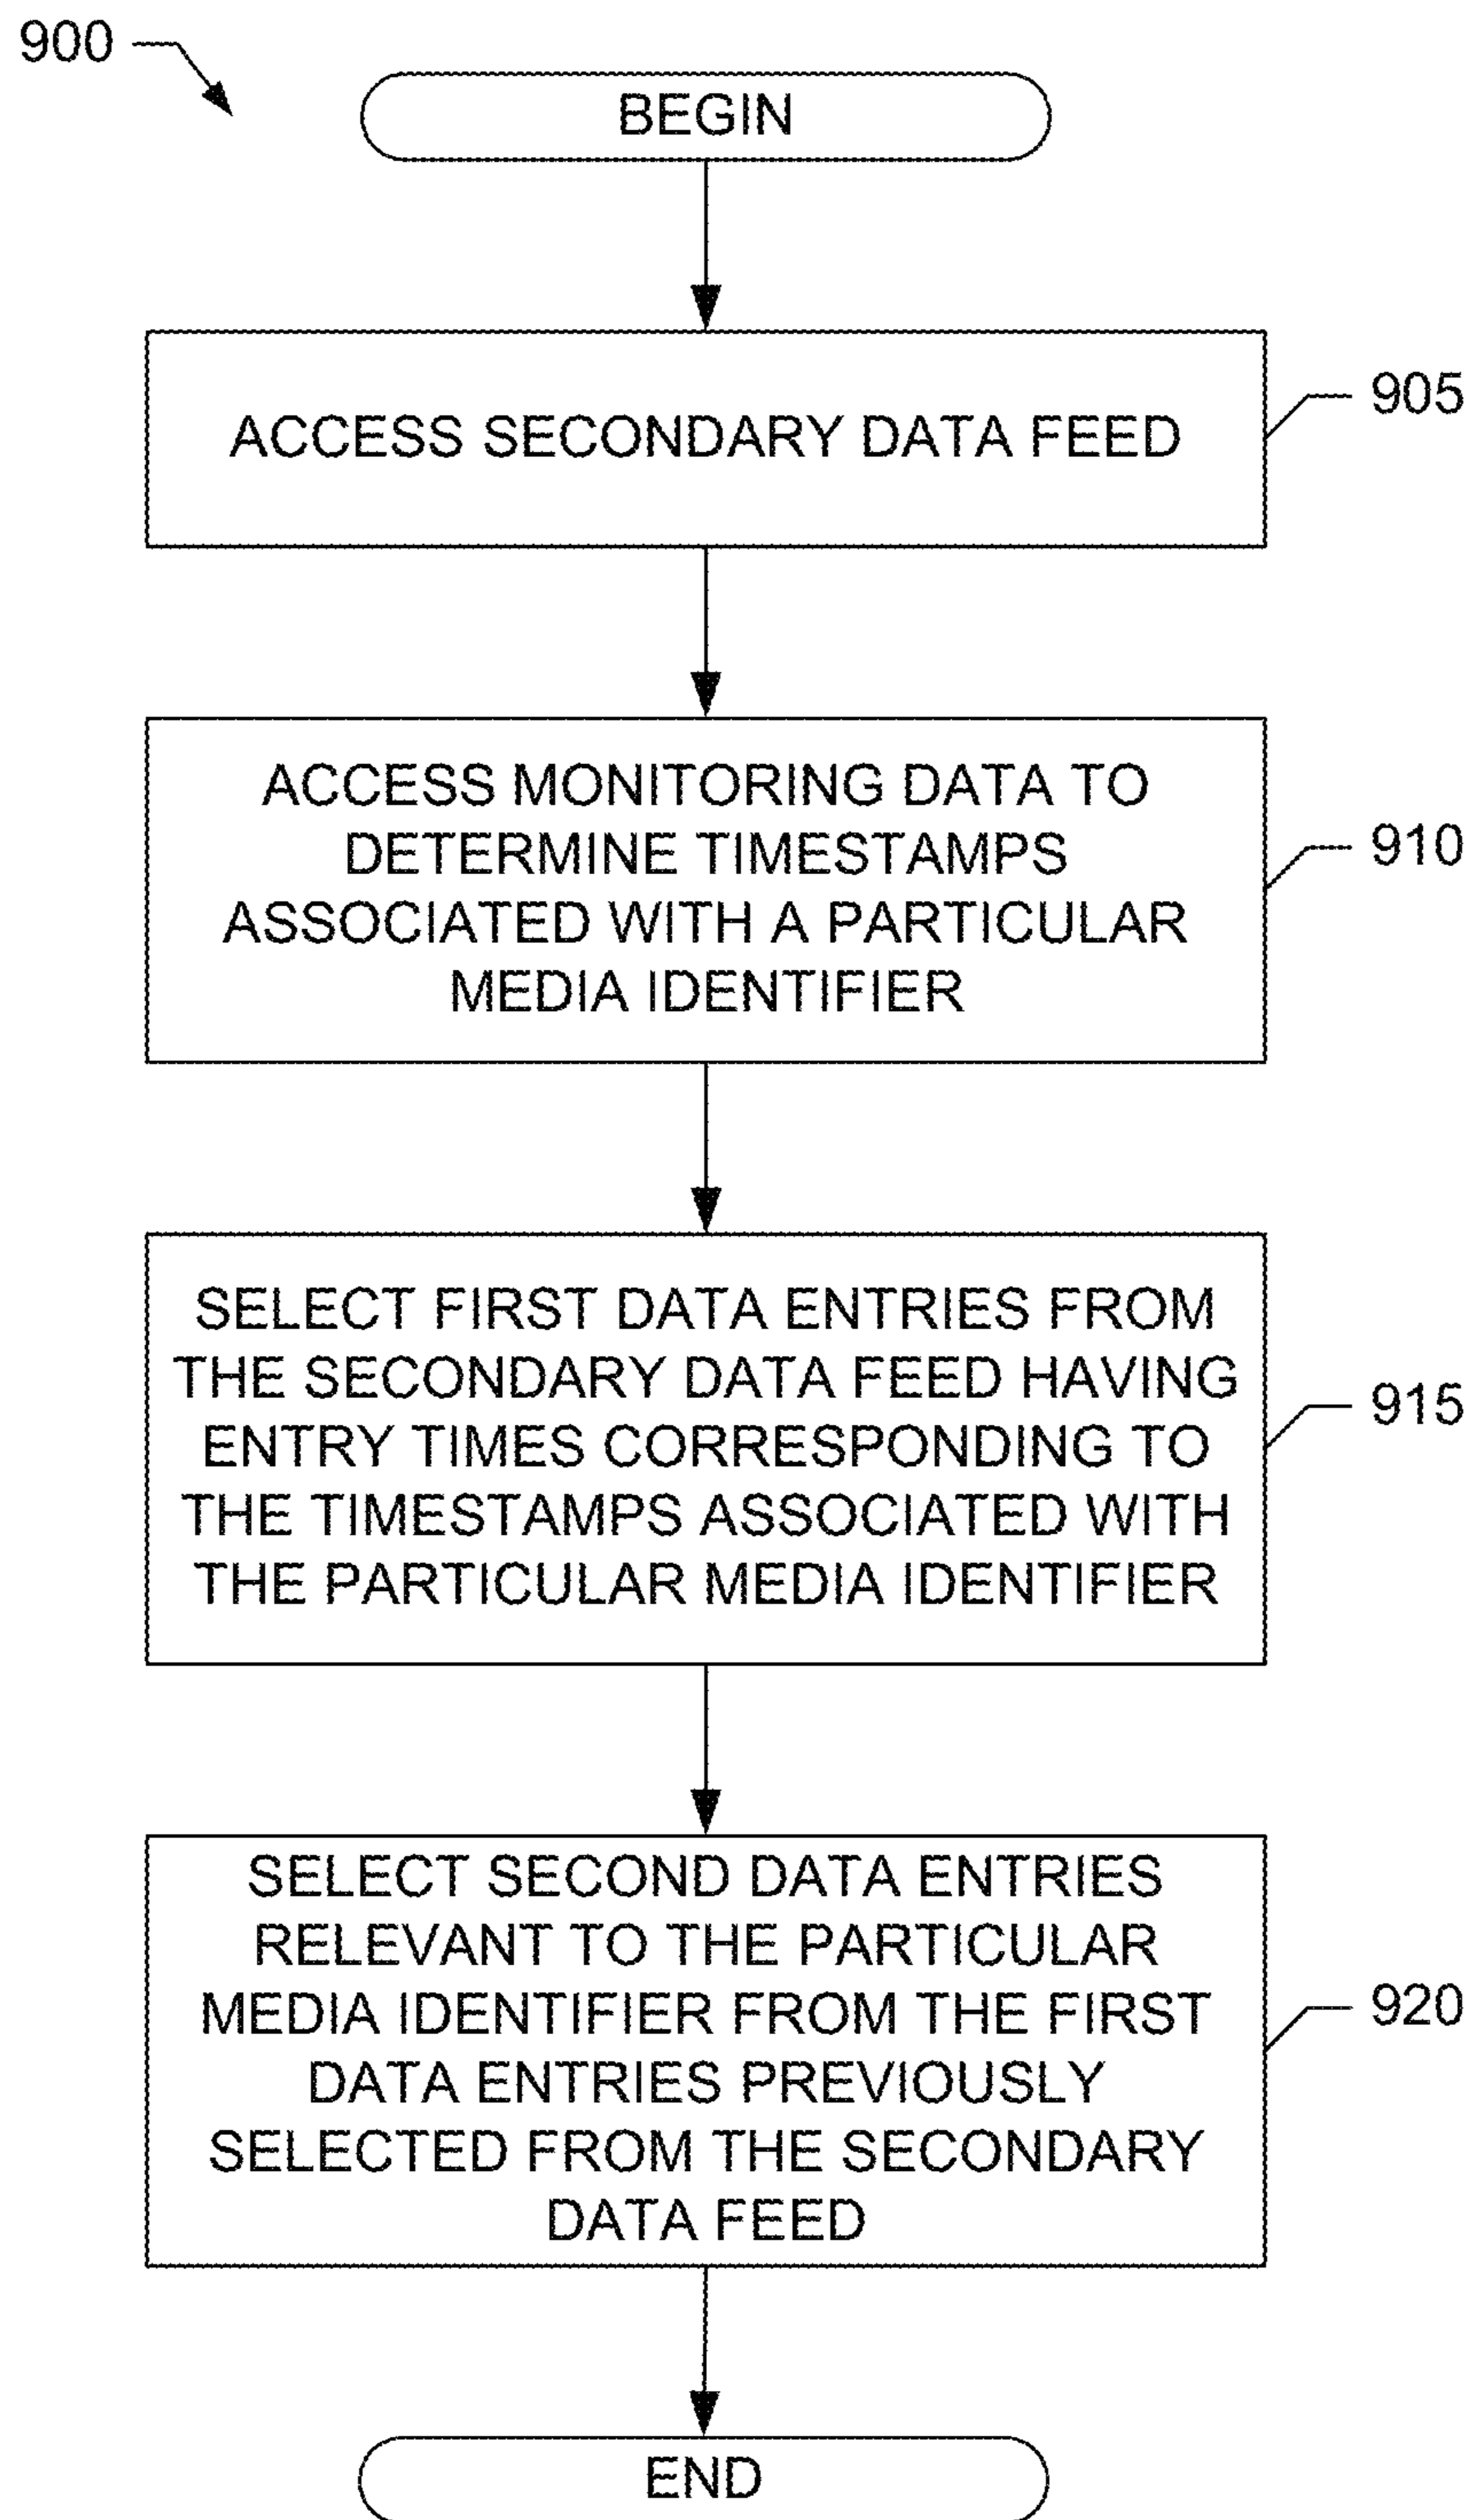 900
BEGIN
ACCESS SECONDARY DATA FEED
905
ACCESS MONITORING DATA TO
DETERMINE TIMESTAMPS
ASSOCIATED WITH A PARTICULAR
MEDIA IDENTIFIER
910
SELECT FIRST DATA ENTRIES FROM
THE SECONDARY DATA FEED HAVING
ENTRY TIMES CORRESPONDING TO
THE TIMESTAMPS ASSOCIATED WITH
THE PARTICULAR MEDIA IDENTIFIER
915
SELECT SECOND DATA ENTRIES
RELEVANT TO THE PARTICULAR
MEDIA IDENTIFIER FROM THE FIRST
DATA ENTRIES PREVIOUSLY
SELECTED FROM THE SECONDARY
DATA FEED
920
END